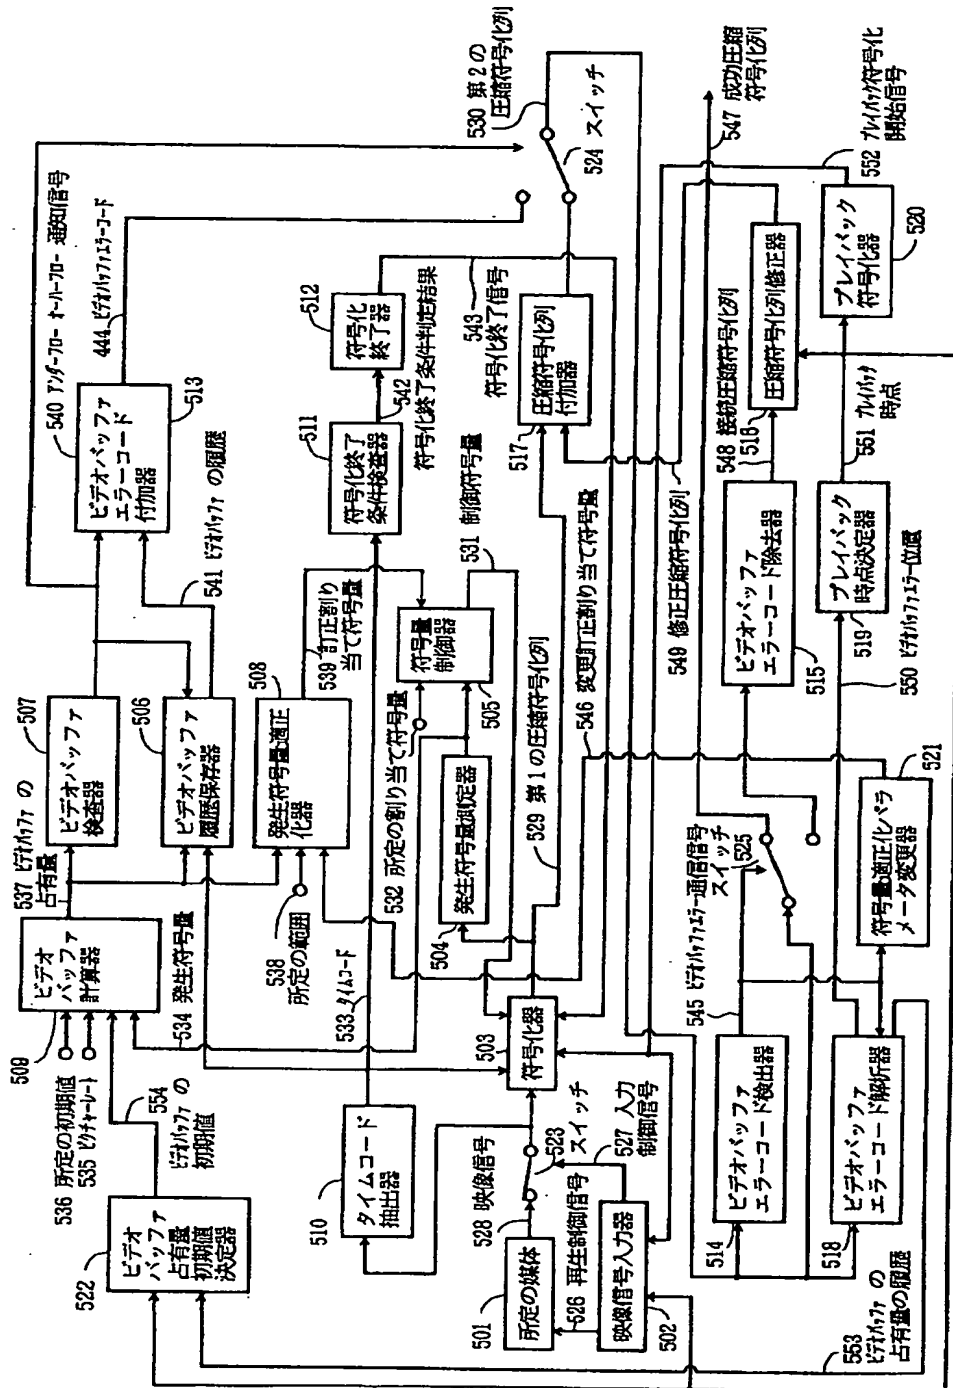 522
ビデオ
バッファ
占有量
初期値
決定器
536 所定の初期値
535 ピクチャーレート
554
ビデオバッファ の
初期値
509
ビデオ
バッファ
計算器
534 発生符号量
537 ビデオバッファ の
占有量
507
ビデオバッファ
検査器
506
ビデオバッファ
履歴保存器
541 ビデオバッファ の履歴
540 アンダーフロー オーバーフロー 通知信号
ビデオバッファ
エラーコード
付加器
513
444 ビデオバッファエラーコード
530 第2の
圧縮符号化列
524 スイッチ
508
発生符号量適正
化器
538
所定の範囲
539 訂正割り
当て符号量
511
符号化終了
条件検査器
542
符号化終了条件判定結果
512
符号化
終了器
543
符号化終了信号
510
タイムコード
抽出器
533 タイムコード
532 所定の割り当て符号量
符号量
制御器
505
531 制御符号量
504
発生符号量測定器
529 第1の圧縮符号化列
517
圧縮符号化列
付加器
501
所定の媒体
528 映像信号
523
スイッチ
526 再生制御信号
映像信号入力器
502
527 入力
制御信号
503
符号化器
546 変更訂正割り当て符号量
549 修正圧縮符号化列
547 成功圧縮
符号化列
514
ビデオバッファ
エラーコード検出器
545 ビデオバッファエラー通信信号
スイッチ
525
515
ビデオバッファ
エラーコード除去器
548 接続圧縮符号化列
518
圧縮符号化列修正器
552 プレイバック符号化
開始信号
518
ビデオバッファ
エラーコード解析器
553
ビデオバッファ の
占有量の履歴
符号量適正化パラ
メータ変更器
521
550 ビデオバッファエラー位置
519
プレイバック
時点決定器
551 プレイバック
時点
プレイバック
符号化器
520